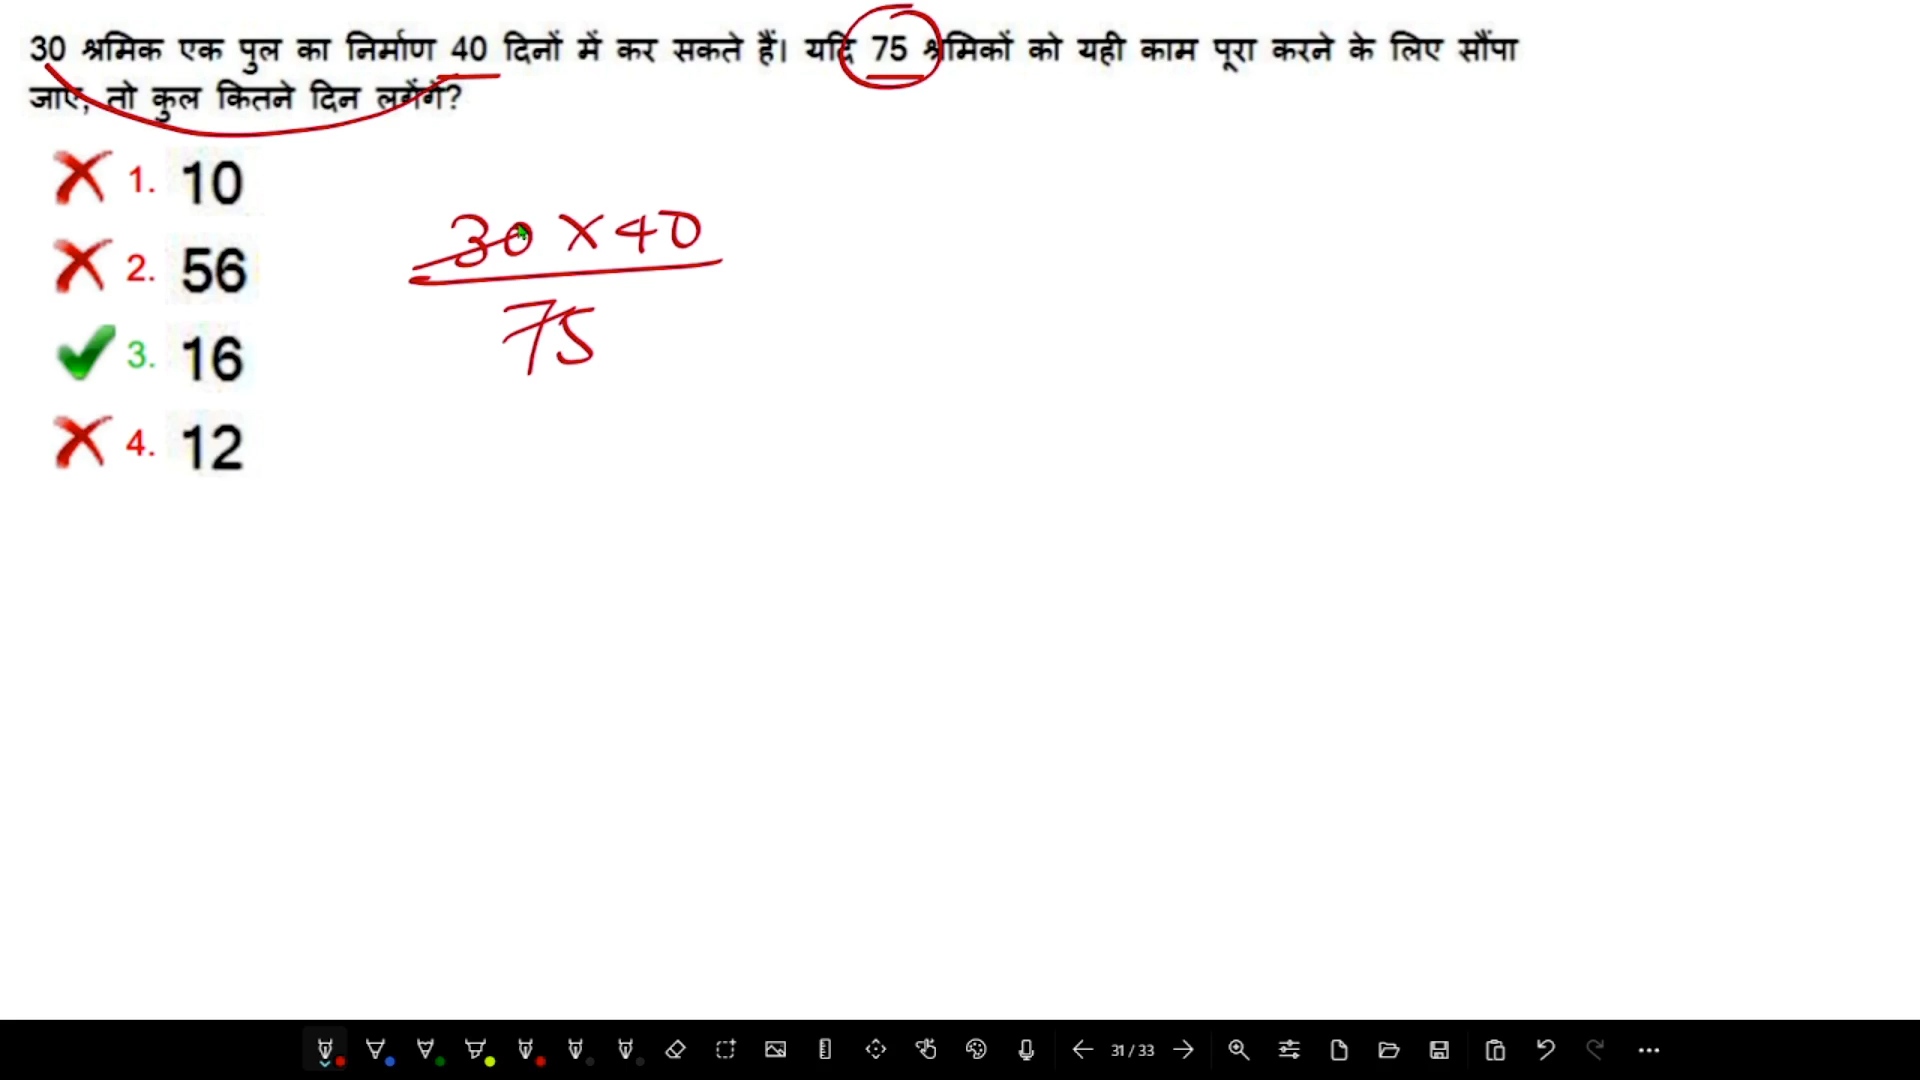 30 श्रमिक एक पुल का निर्माण 40 दिनों में कर सकते हैं। यदि 75 श्रमिकों को यही काम पूरा करने के लिए सौंपा
जाए, तो कुल कितने दिन लगेंगें?
1. 10
2. 56
3. 16
4. 12
30 × 40
75
31 / 33